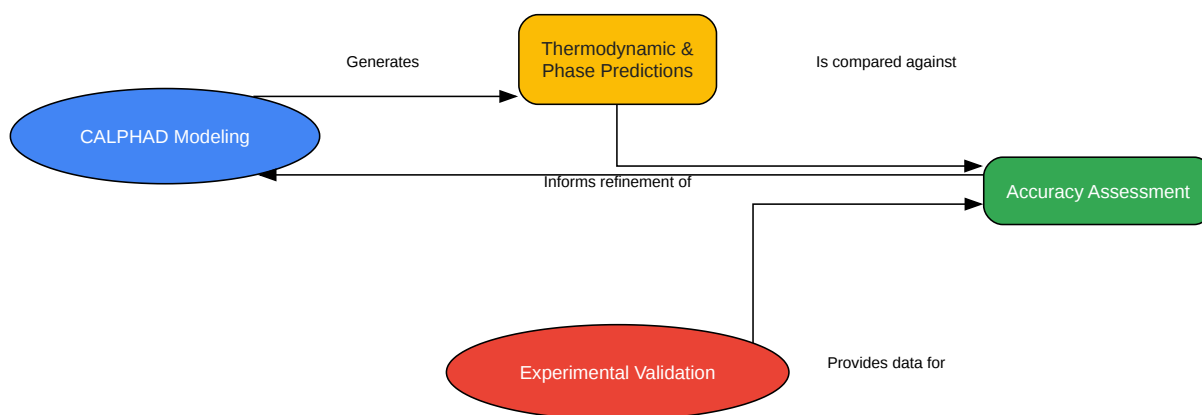 Thermodynamic &
Phase Predictions
Generates
Is compared against
CALPHAD Modeling
Informs refinement of
Accuracy Assessment
Provides data for
Experimental Validation